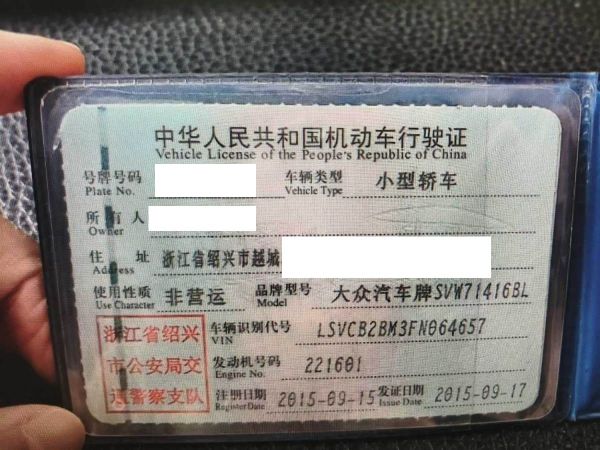 中华人民共和国机动车行驶证
Vehicle License of the People's Republic of China
号牌号码 车辆类型 小型轿车
Plate No. Vehicle Type
所有人
Owner
住址 浙江省绍兴市越城
Address
使用性质 非营运 品牌型号 大众汽车牌SVW71416BL
Use Character Model
浙江省绍兴市公安局交通警察支队
车辆识别代号 LSVCB2BM3FN064657
VIN
发动机号码 221601
Engine No.
注册日期 2015-09-15 发证日期 2015-09-17
Register Date Issue Date